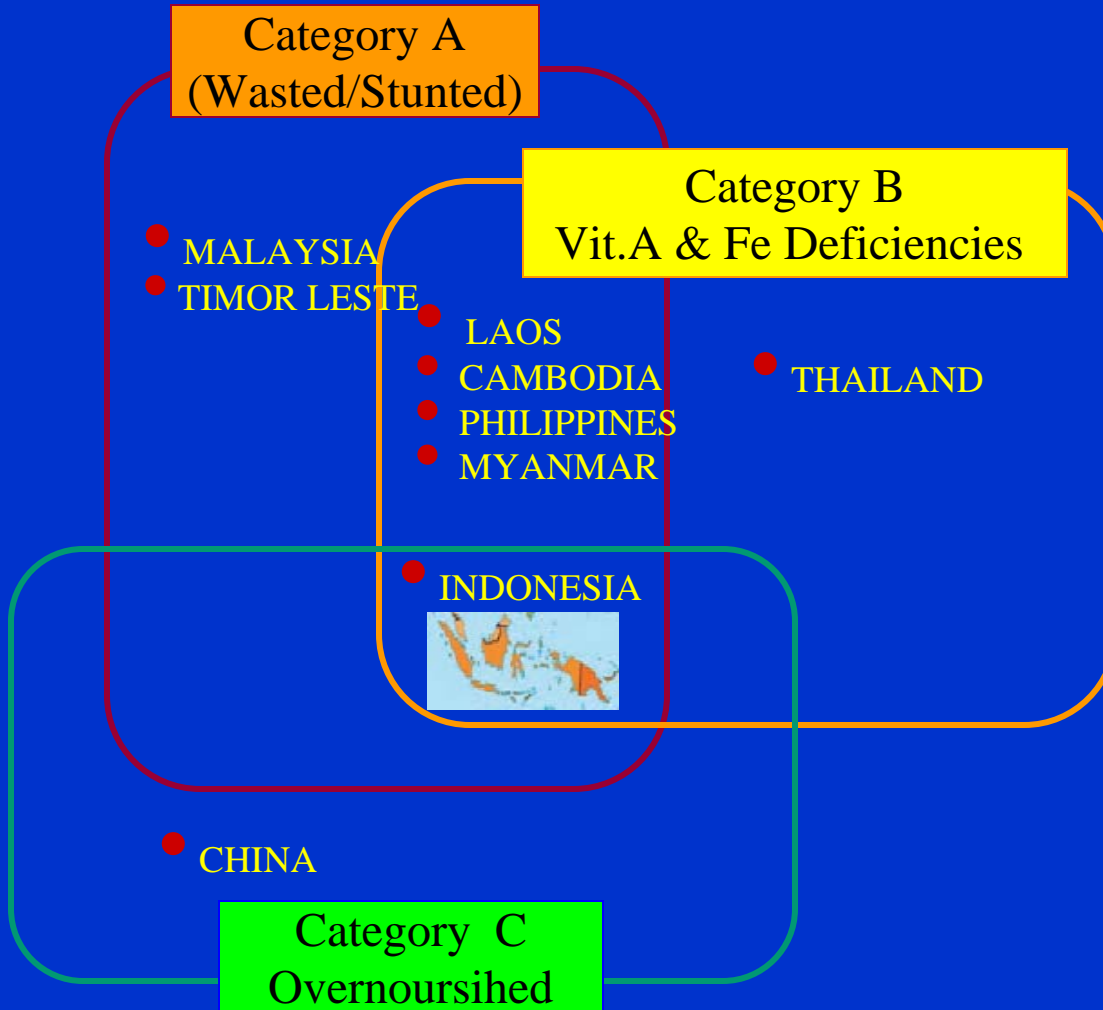 Category A
(Wasted/Stunted)
Category B
Vit.A & Fe Deficiencies
MALAYSIA
TIMOR LESTE
LAOS
CAMBODIA
PHILIPPINES
MYANMAR
THAILAND
INDONESIA
CHINA
Category C
Overnoursihed